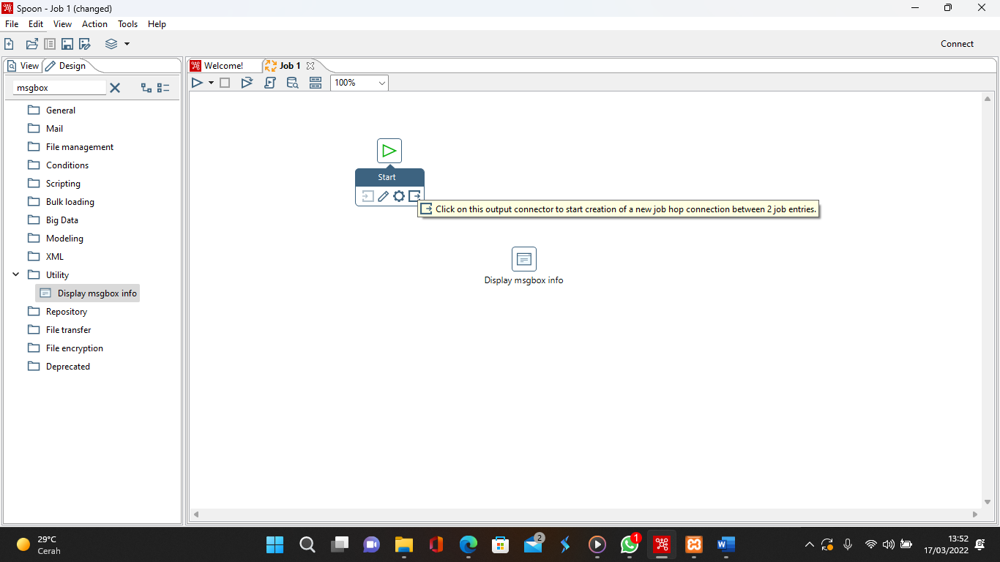 Spoon - Job 1 (changed)
File Edit View Action Tools Help
Connect
View Design
Welcome! Job 1
msgbox
100%
General
Mail
File management
Conditions
Scripting
Bulk loading
Big Data
Modeling
XML
Utility
Display msgbox info
Repository
File transfer
File encryption
Deprecated
Start
Click on this output connector to start creation of a new job hop connection between 2 job entries.
Display msgbox info
29°C
Cerah
2
1
13:52
17/03/2022